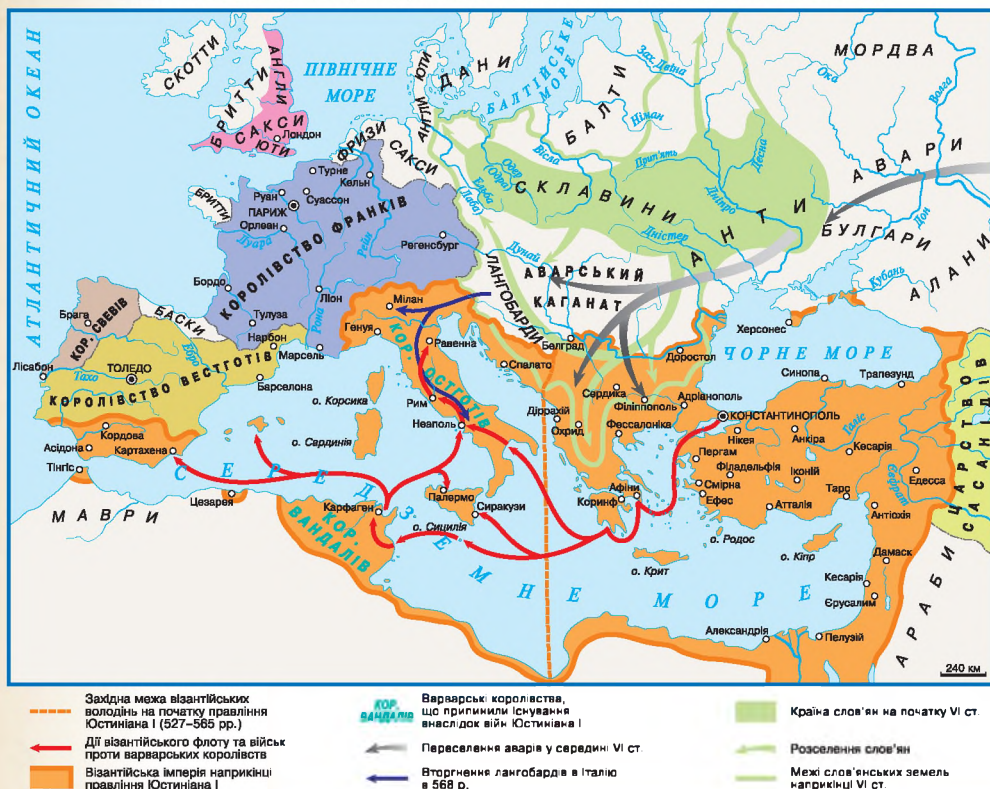 АТЛАНТИЧНИЙ ОКЕАН
СКОТТИ
БРИТТИ
АНГЛИ
САКСИ
ЮТИ
Лондон
ПІВНІЧНЕ
МОРЕ
АНГЛИ
ЮТИ
ДАНИ
БАЛТІЙСЬКЕ
МОРЕ
БАЛТИ
Зах. Двіна
Німан
МОРДВА
Ока
Волга
ФРИЗИ
САКСИ
Турне
Кельн
Руан
Суассон
ПАРИЖ
Орлеан
Луара
Рейн
БРИТТИ
КОРОЛІВСТВО ФРАНКІВ
Регенсбург
Бордо
Ліон
Рона
Тулуза
Нарбон
Марсель
Ельба
(Лаба)
Одер
(Одра)
Вісла
Прип'ять
Десна
Дніпро
Дністер
СКЛАВИНИ
АНТИ
АВАРИ
Дон
БУЛГАРИ
Кубань
АЛАНИ
Дунай
АВАРСЬКИЙ
КАГАНАТ
ЛАНГОБАРДИ
Брага
КОР. СВЕВІВ
БАСКИ
Ебро
Лісабон
Тахо
ТОЛЕДО
КОРОЛІВСТВО ВЕСТГОТІВ
Барселона
Кордова
Асідона
Картахена
Тінгіс
МАВРИ
Цезарея
Мілан
Генуя
Равенна
КОР. ОСТГОТІВ
Рим
Неаполь
о. Корсика
о. Сардинія
Палермо
Сиракузи
о. Сицилія
Карфаген
КОР.
ВАНДАЛІВ
Спалато
Белград
Доростол
Сердика
Філіппополь
Адріанополь
Діррахій
Охрид
Фессалоніка
Афіни
Коринф
Херсонес
ЧОРНЕ МОРЕ
Синопа
Трапезунд
КОНСТАНТИНОПОЛЬ
Нікея
Анкіра
Галіс
Кесарія
Пергам
Філадельфія
Іконій
Смірна
Ефес
Атталія
Тарс
Євфрат
Едесса
Антіохія
ЦАРСТВО
САСАНІДІВ
о. Родос
о. Кіпр
о. Крит
Дамаск
Кесарія
Єрусалим
Александрія
Пелузій
АРАБИ
СЕРЕДЗЕМНЕ МОРЕ
240 км
Західна межа візантійських
володінь на початку правління
Юстиніана І (527–565 рр.)
Дії візантійського флоту та військ
проти варварських королівств
Візантійська імперія наприкінці
правління Юстиніана І
КОР.
ВАНДАЛІВ
Варварські королівства,
що припинили існування
внаслідок війн Юстиніана І
Переселення аварів у середині VI ст.
Вторгнення лангобардів в Італію
в 568 р.
Країна слов'ян на початку VI ст.
Розселення слов'ян
Межі слов'янських земель
наприкінці VI ст.